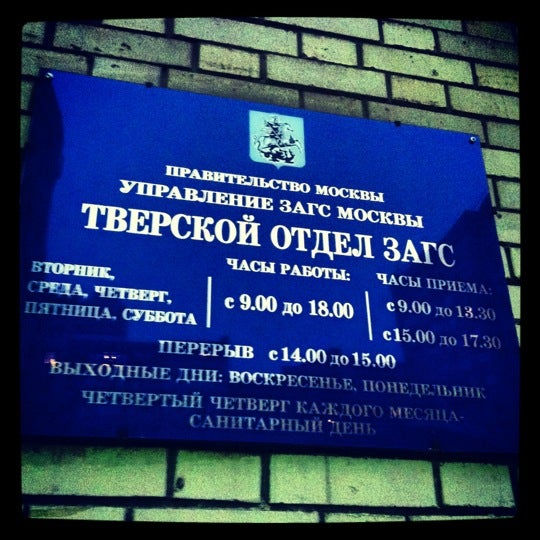 ПРАВИТЕЛЬСТВО МОСКВЫ
УПРАВЛЕНИЕ ЗАГС МОСКВЫ
ТВЕРСКОЙ ОТДЕЛ ЗАГС
ВТОРНИК,
СРЕДА, ЧЕТВЕРГ,
ПЯТНИЦА, СУББОТА
ЧАСЫ РАБОТЫ:
с 9.00 до 18.00
ЧАСЫ ПРИЕМА:
с 9.00 до 13.30
с 15.00 до 17.30
ПЕРЕРЫВ с 14.00 до 15.00
ВЫХОДНЫЕ ДНИ: ВОСКРЕСЕНЬЕ, ПОНЕДЕЛЬНИК
ЧЕТВЕРТЫЙ ЧЕТВЕРГ КАЖДОГО МЕСЯЦА-
САНИТАРНЫЙ ДЕНЬ